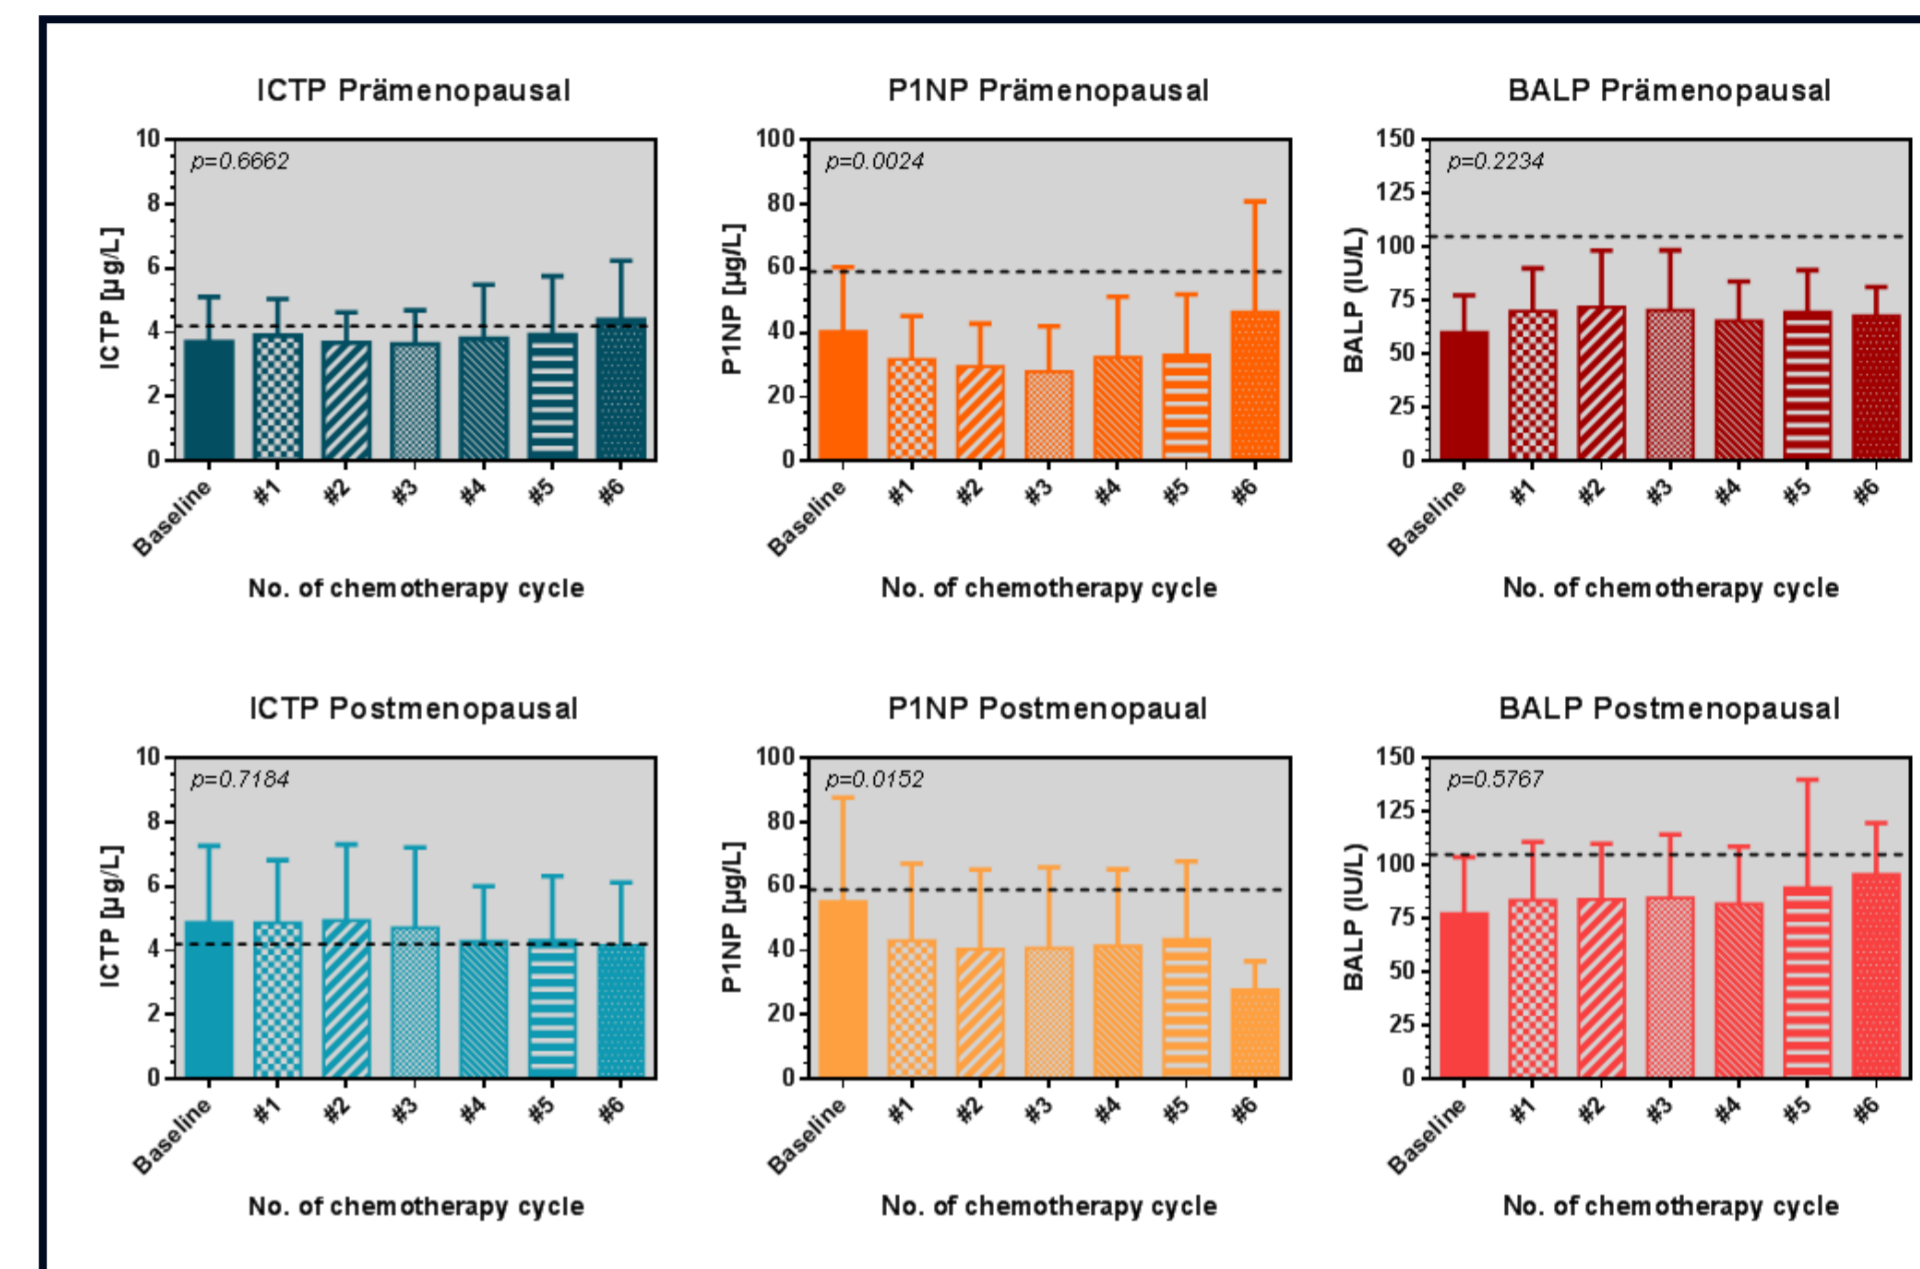 ICTP Prämenopausal
p=0.6662
ICTP [µg/L]
10
8
6
4
2
0
Baseline
#1
#2
#3
#4
#5
#6
No. of chemotherapy cycle
P1NP Prämenopausal
p=0.0024
P1NP [µg/L]
100
80
60
40
20
0
Baseline
#1
#2
#3
#4
#5
#6
No. of chemotherapy cycle
BALP Prämenopausal
p=0.2234
BALP (IU/L)
150
125
100
75
50
25
0
Baseline
#1
#2
#3
#4
#5
#6
No. of chemotherapy cycle
ICTP Postmenopausal
p=0.7184
ICTP [µg/L]
10
8
6
4
2
0
Baseline
#1
#2
#3
#4
#5
#6
No. of chemotherapy cycle
P1NP Postmenopaual
p=0.0152
P1NP [µg/L]
100
80
60
40
20
0
Baseline
#1
#2
#3
#4
#5
#6
No. of chemotherapy cycle
BALP Postmenopausal
p=0.5767
BALP (IU/L)
150
125
100
75
50
25
0
Baseline
#1
#2
#3
#4
#5
#6
No. of chemotherapy cycle